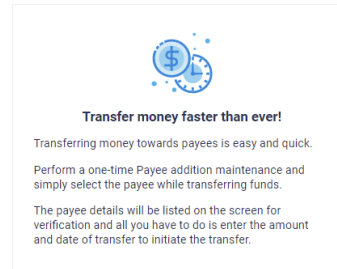 Transfer money faster than ever!
Transferring money towards payees is easy and quick.
Perform a one-time Payee addition maintenance and
simply select the payee while transferring funds.
The payee details will be listed on the screen for
verification and all you have to do is enter the amount
and date of transfer to initiate the transfer.